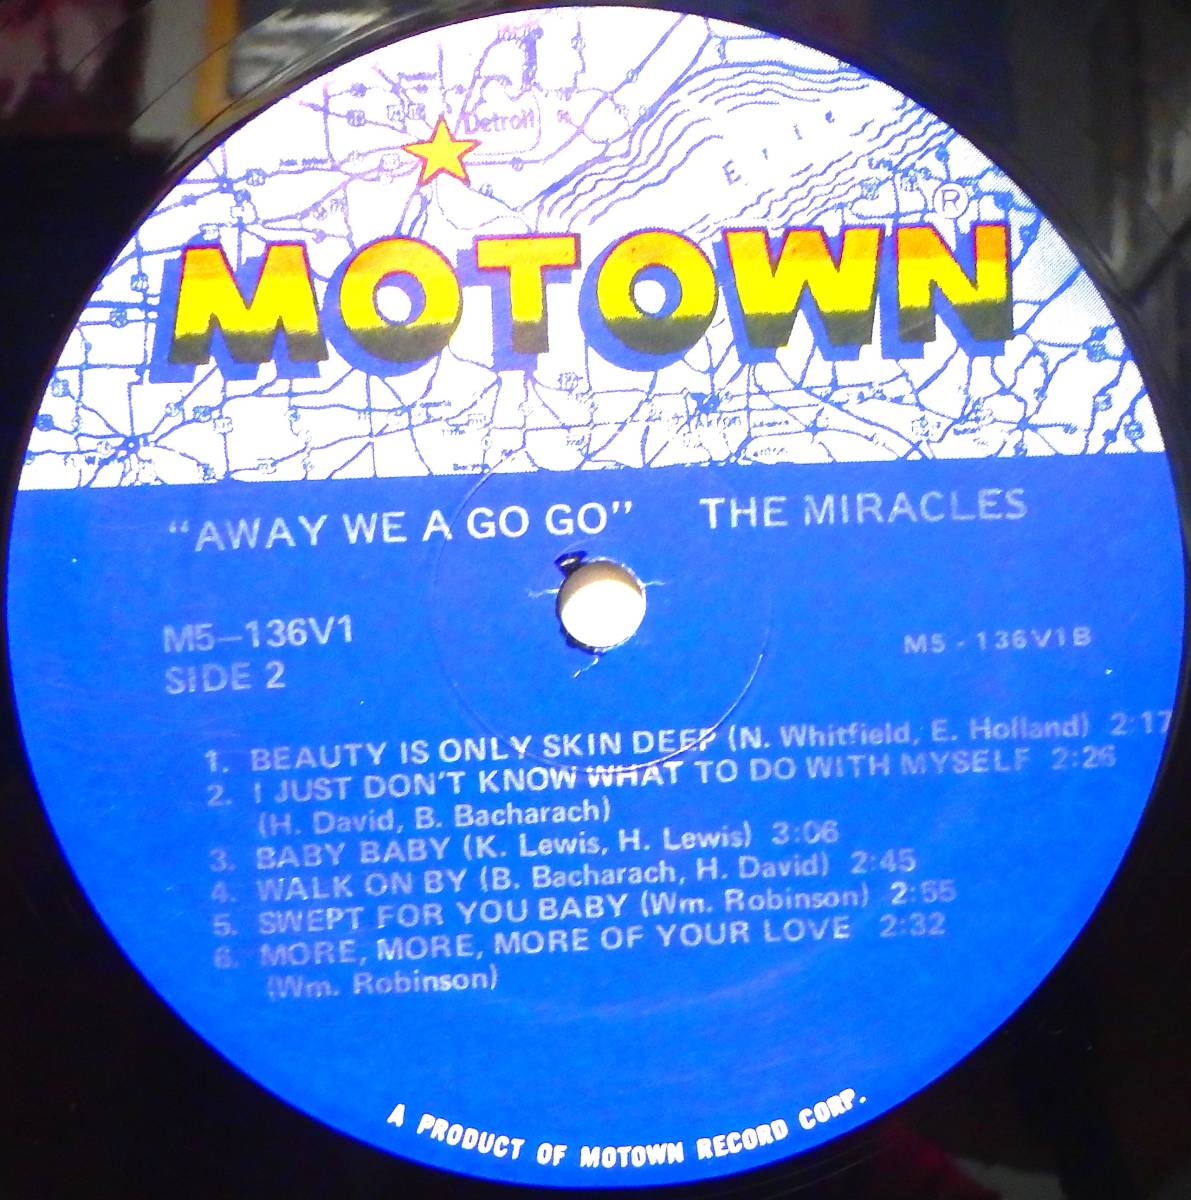 Detroit
Erie
®
MOTOWN
Akron
"AWAY WE A GO GO" THE MIRACLES
M5-136V1
M5-136V1B
SIDE 2
1. BEAUTY IS ONLY SKIN DEEP (N. Whitfield, E. Holland) 2:17
2. I JUST DON'T KNOW WHAT TO DO WITH MYSELF 2:26
(H. David, B. Bacharach)
3. BABY BABY (K. Lewis, H. Lewis) 3:06
4. WALK ON BY (B. Bacharach, H. David) 2:45
5. SWEPT FOR YOU BABY (Wm. Robinson) 2:55
6. MORE, MORE, MORE OF YOUR LOVE 2:32
(Wm. Robinson)
A PRODUCT OF MOTOWN RECORD CORP.